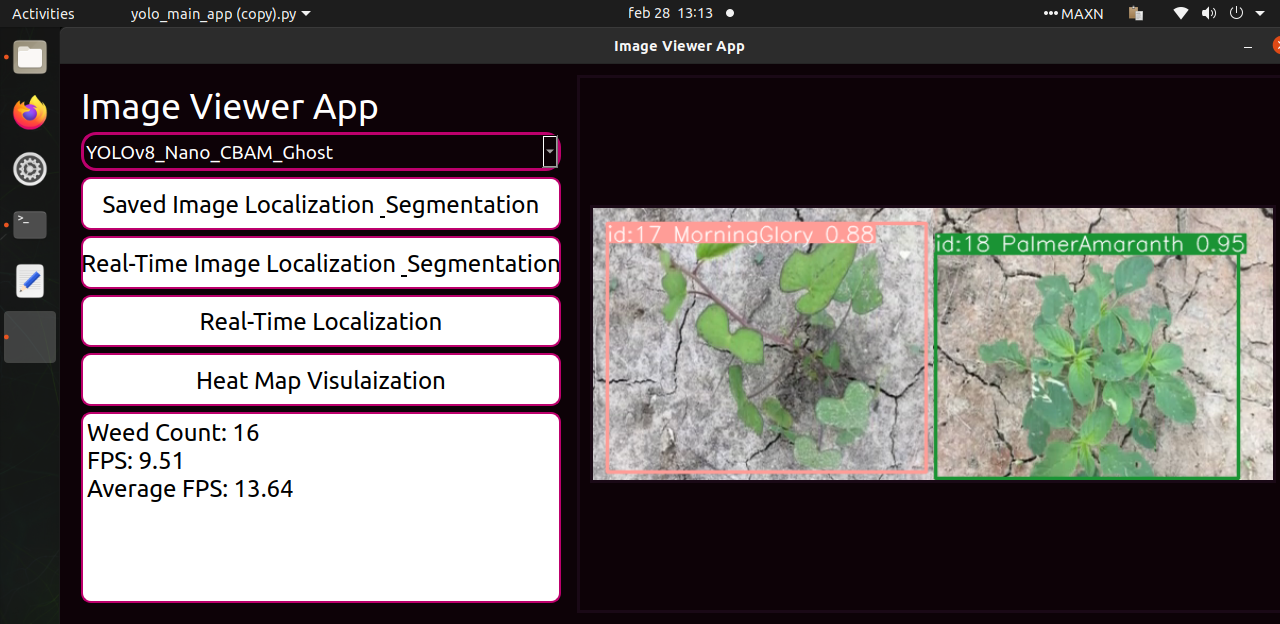 Activities yolo_main_app (copy).py feb 28 13:13 MAXN
Image Viewer App
Image Viewer App
YOLOv8_Nano_CBAM_Ghost
Saved Image Localization _Segmentation
Real-Time Image Localization _Segmentation
Real-Time Localization
Heat Map Visulaization
Weed Count: 16
FPS: 9.51
Average FPS: 13.64
id:17 MorningGlory 0.88
id:18 PalmerAmaranth 0.95